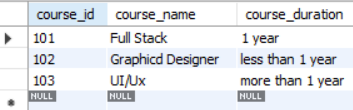 course_id course_name course_duration
101 Full Stack 1 year
102 Graphicd Designer less than 1 year
103 UI/Ux more than 1 year
NULL NULL NULL